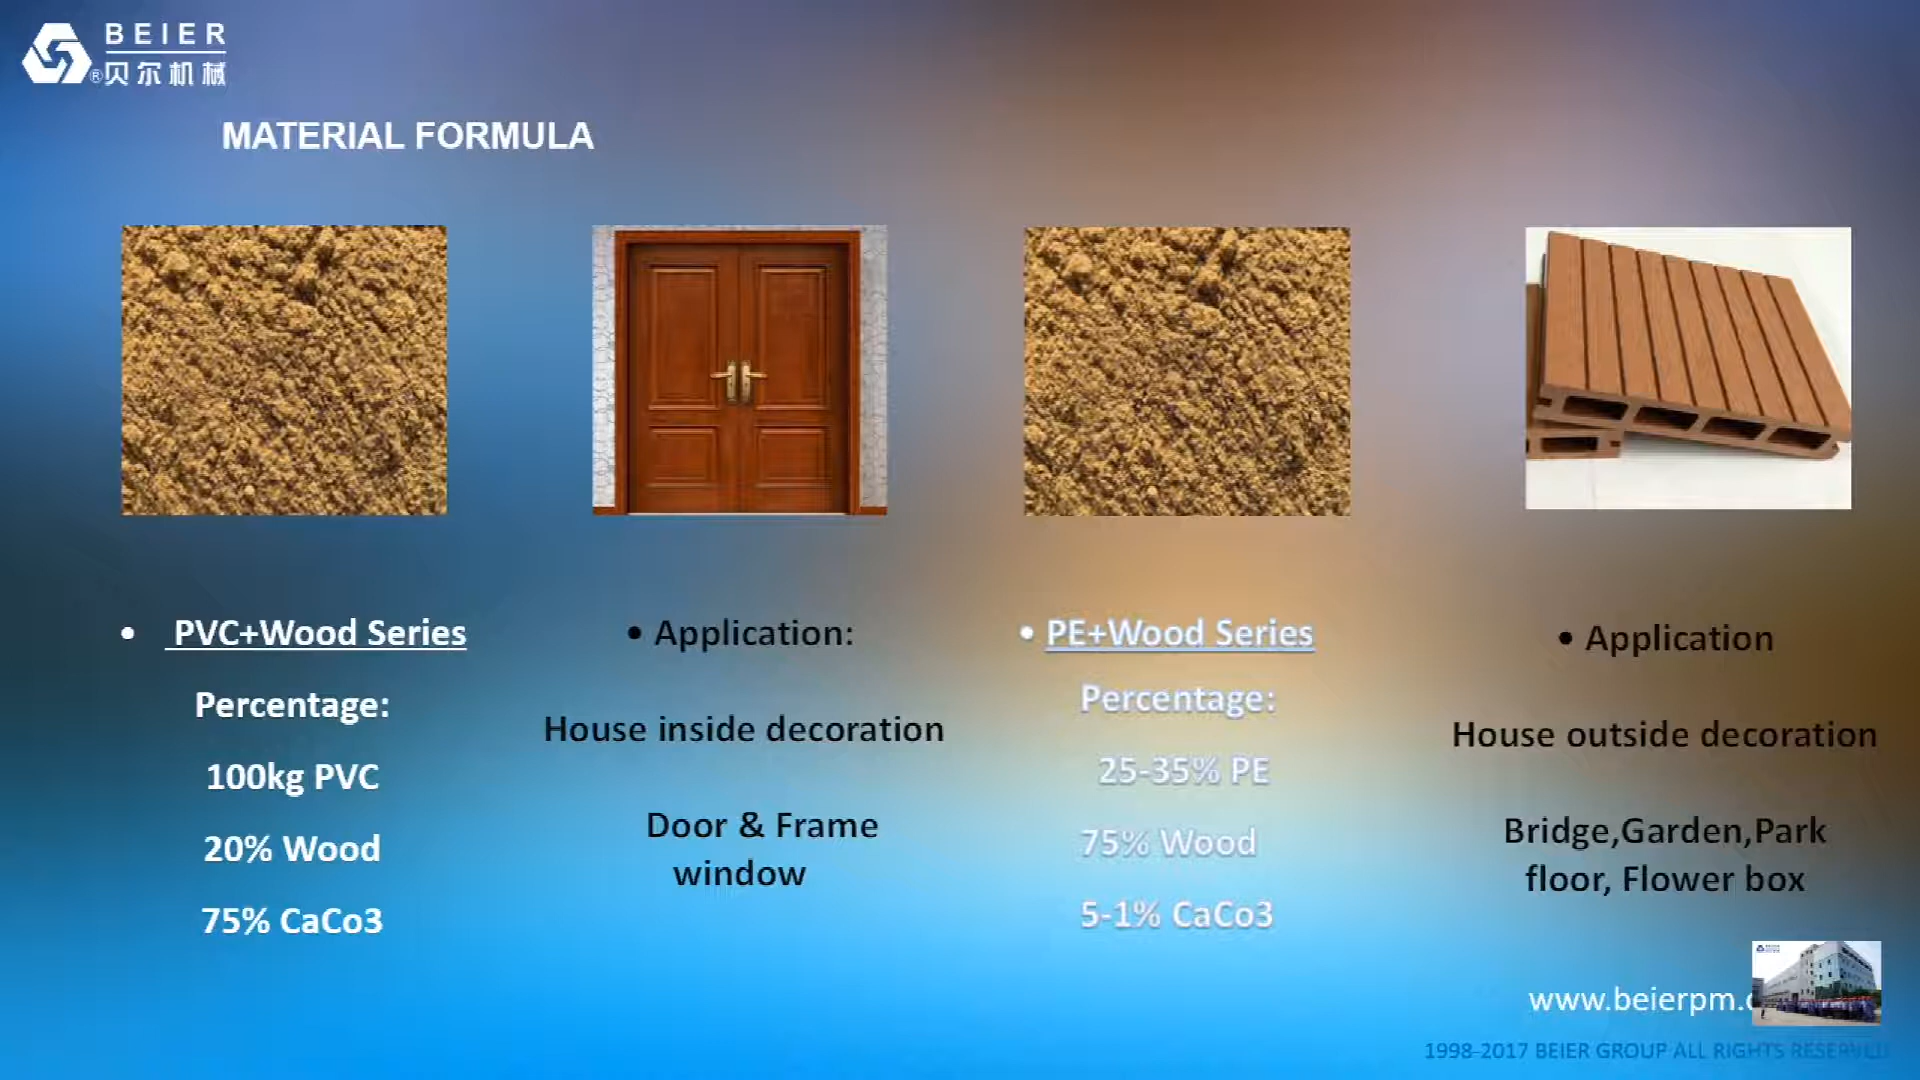 BEIER
®贝尔机械
MATERIAL FORMULA
• PVC+Wood Series
Percentage:
100kg PVC
20% Wood
75% CaCo3
• Application:
House inside decoration
Door & Frame
window
• PE+Wood Series
Percentage:
25-35% PE
75% Wood
5-1% CaCo3
• Application
House outside decoration
Bridge,Garden,Park
floor, Flower box
www.beierpm.
1998-2017 BEIER GROUP ALL RIGHTS RESERVED